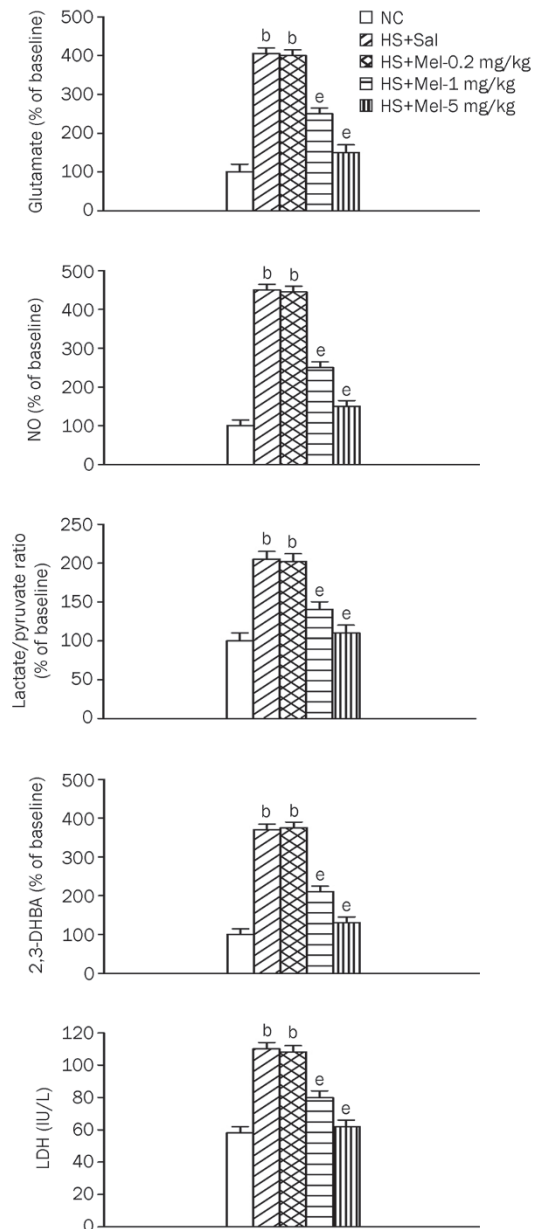 NC
HS+Sal
HS+Mel-0.2 mg/kg
HS+Mel-1 mg/kg
HS+Mel-5 mg/kg
Glutamate (% of baseline)
500
400
300
200
100
0
b
b
e
e
NO (% of baseline)
500
400
300
200
100
0
b
b
e
e
Lactate/pyruvate ratio
(% of baseline)
250
200
150
100
50
0
b
b
e
e
2,3-DHBA (% of baseline)
500
400
300
200
100
0
b
b
e
e
LDH (IU/L)
120
100
80
60
40
20
0
b
b
e
e